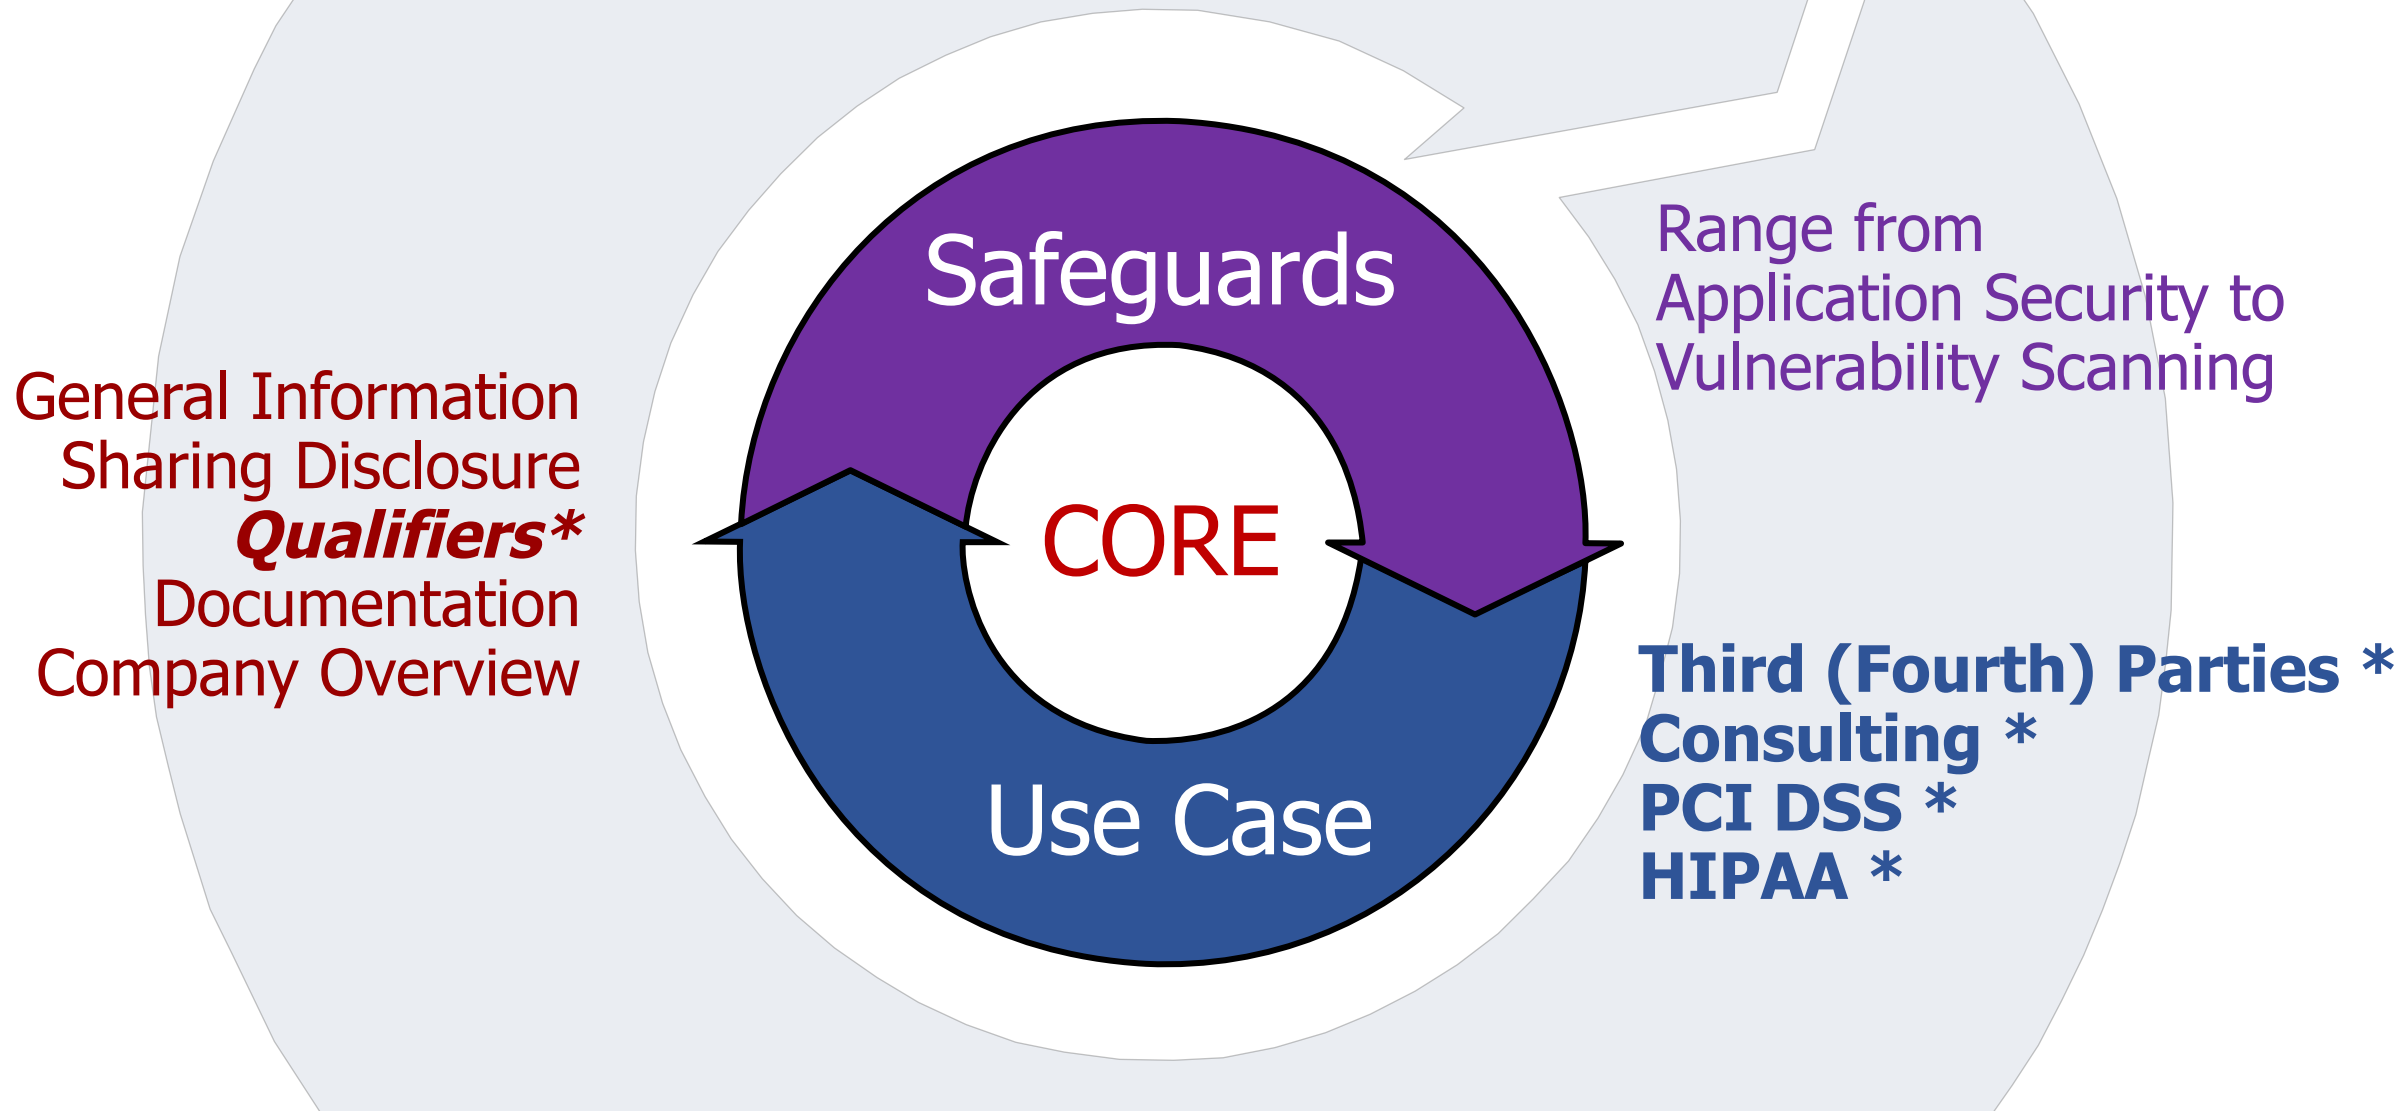 General Information
Sharing Disclosure
Qualifiers*
Documentation
Company Overview
Safeguards
CORE
Use Case
Range from
Application Security to
Vulnerability Scanning
Third (Fourth) Parties *
Consulting *
PCI DSS *
HIPAA *